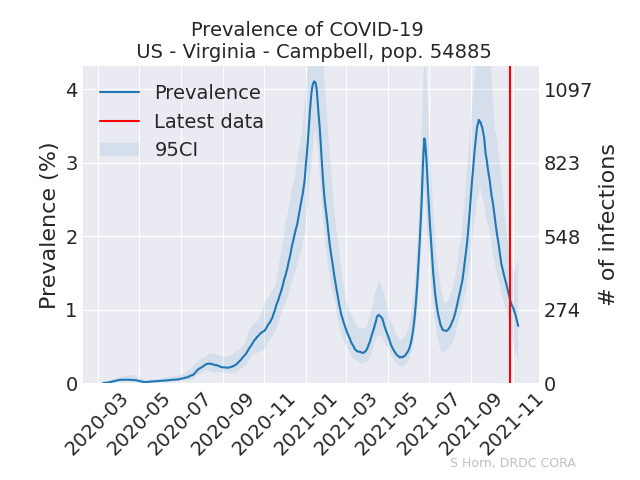 Prevalence of COVID-19
US - Virginia - Campbell, pop. 54885
Prevalence
Latest data
95CI
Prevalence (%)
4
3
2
1
0
1097
823
548
274
0
# of infections
2020-03
2020-05
2020-07
2020-09
2020-11
2021-01
2021-03
2021-05
2021-07
2021-09
2021-11
S Horn, DRDC CORA